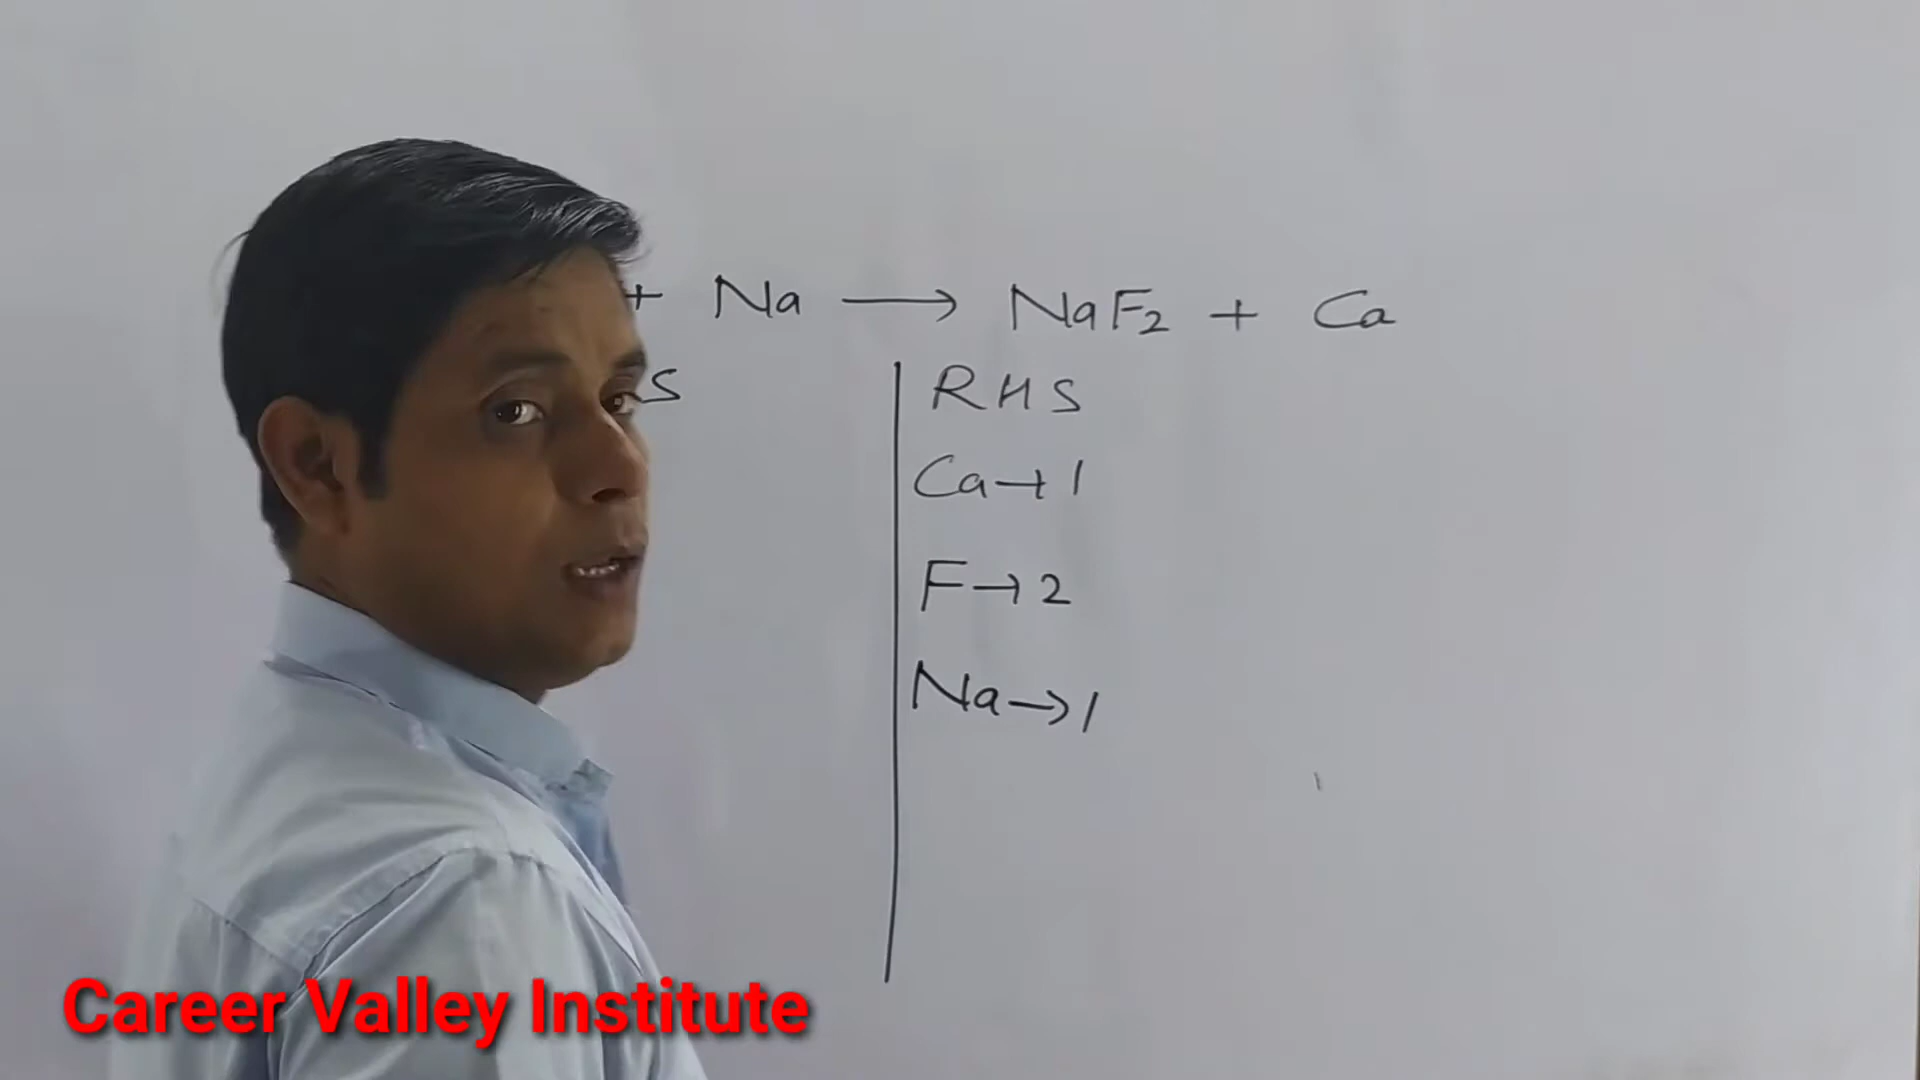 + Na → NaF₂ + Ca
S
RHS
Ca→1
F→2
Na→1
Career Valley Institute